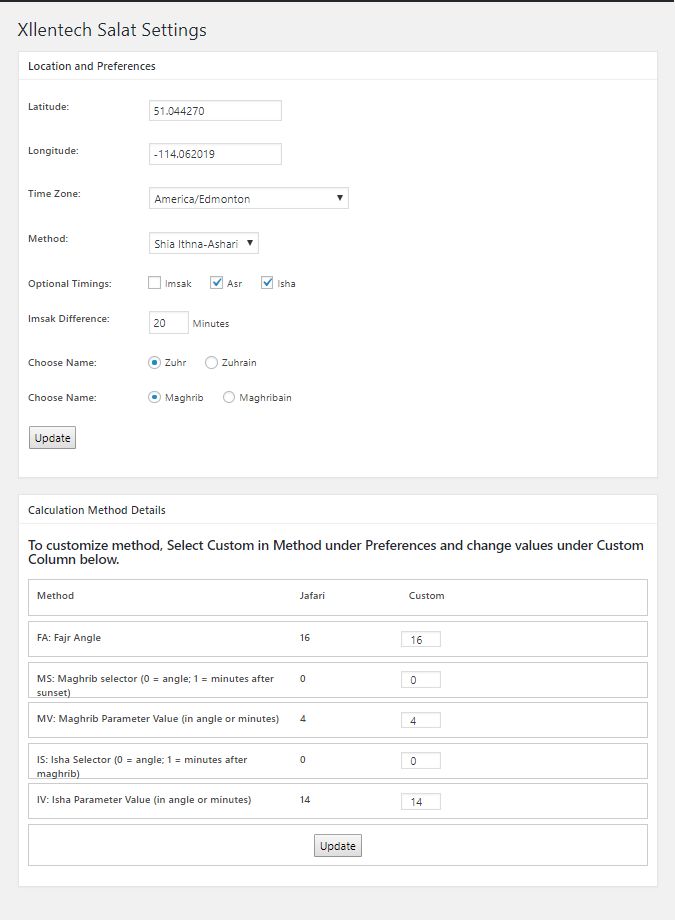 Xllentech Salat Settings
Location and Preferences
Latitude: 51.044270
Longitude: -114.062019
Time Zone: America/Edmonton
Method: Shia Ithna-Ashari
Optional Timings: Imsak Asr Isha
Imsak Difference: 20 Minutes
Choose Name: Zuhr Zuhrain
Choose Name: Maghrib Maghribain
Update
Calculation Method Details
To customize method, Select Custom in Method under Preferences and change values under Custom
Column below.
Method Jafari Custom
FA: Fajr Angle 16 16
MS: Maghrib selector (0 = angle; 1 = minutes after 0 0
sunset)
MV: Maghrib Parameter Value (in angle or minutes) 4 4
IS: Isha Selector (0 = angle; 1 = minutes after 0 0
maghrib)
IV: Isha Parameter Value (in angle or minutes) 14 14
Update